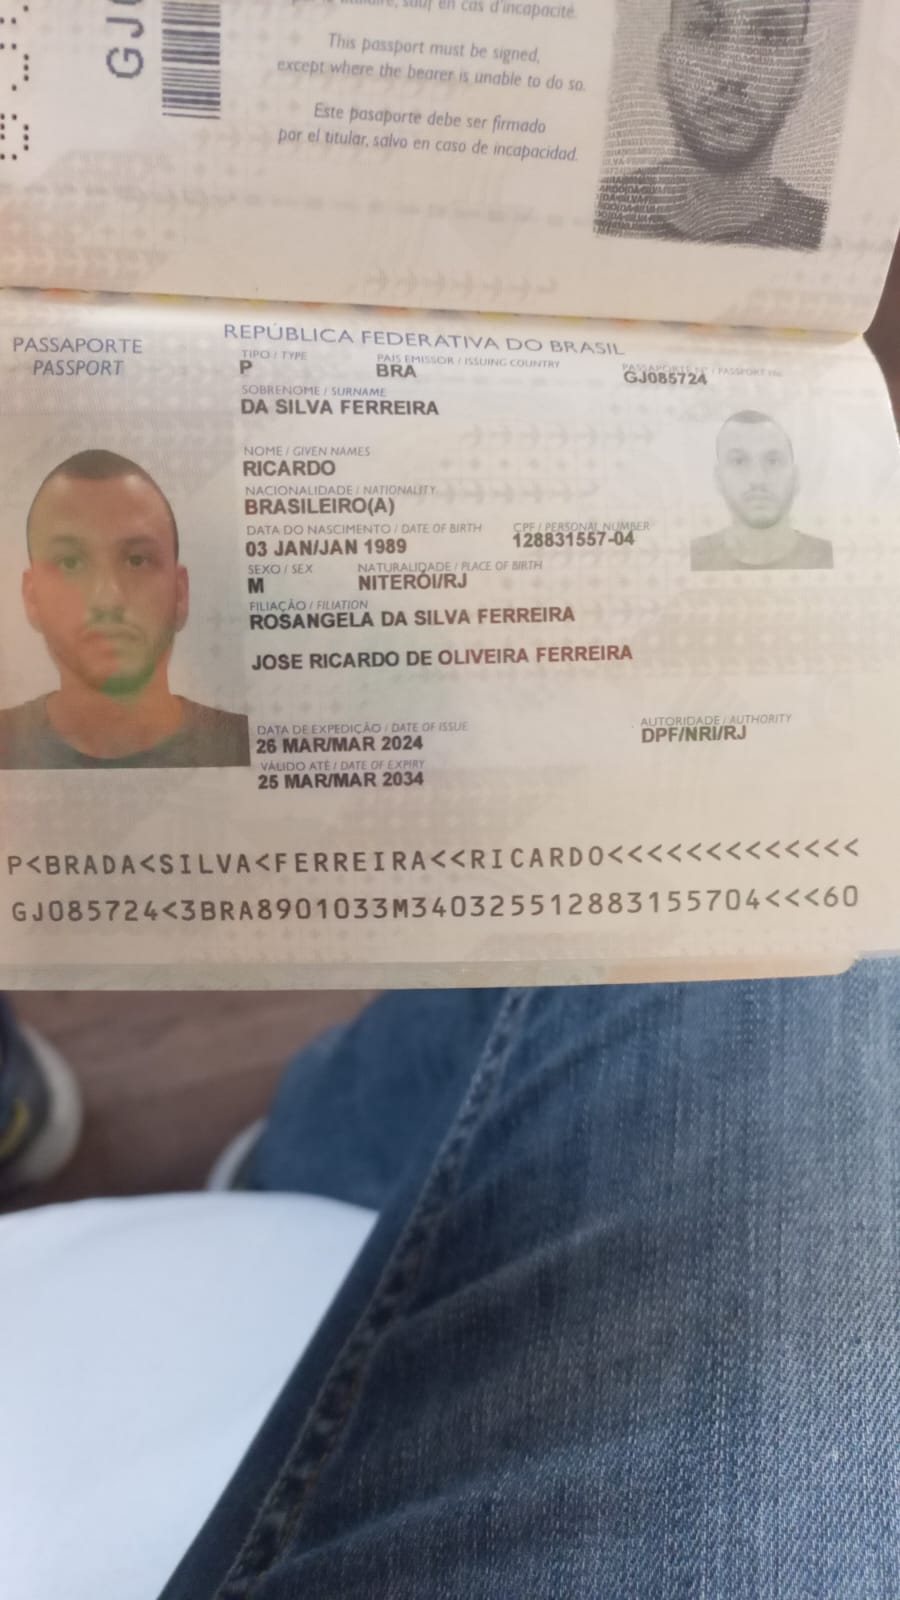 sauf en cas d'incapacité.
This passport must be signed,
except where the bearer is unable to do so.
Este pasaporte debe ser firmado
por el titular, salvo en caso de incapacidad.
GJ
PASSAPORTE
PASSPORT
REPÚBLICA FEDERATIVA DO BRASIL
TIPO / TYPE PAÍS EMISSOR / ISSUING COUNTRY PASSAPORTE Nº / PASSPORT No.
P BRA GJ085724
SOBRENOME / SURNAME
DA SILVA FERREIRA
NOME / GIVEN NAMES
RICARDO
NACIONALIDADE / NATIONALITY
BRASILEIRO(A)
DATA DO NASCIMENTO / DATE OF BIRTH CPF / PERSONAL NUMBER
03 JAN/JAN 1989 128831557-04
SEXO / SEX NATURALIDADE / PLACE OF BIRTH
M NITERÓI/RJ
FILIAÇÃO / FILIATION
ROSANGELA DA SILVA FERREIRA
JOSE RICARDO DE OLIVEIRA FERREIRA
DATA DE EXPEDIÇÃO / DATE OF ISSUE AUTORIDADE / AUTHORITY
26 MAR/MAR 2024 DPF/NRI/RJ
VÁLIDO ATÉ / DATE OF EXPIRY
25 MAR/MAR 2034
P<BRADA<SILVA<FERREIRA<<RICARDO<<<<<<<<<<<<<
GJ085724<3BRA8901033M340325512883155704<<<60